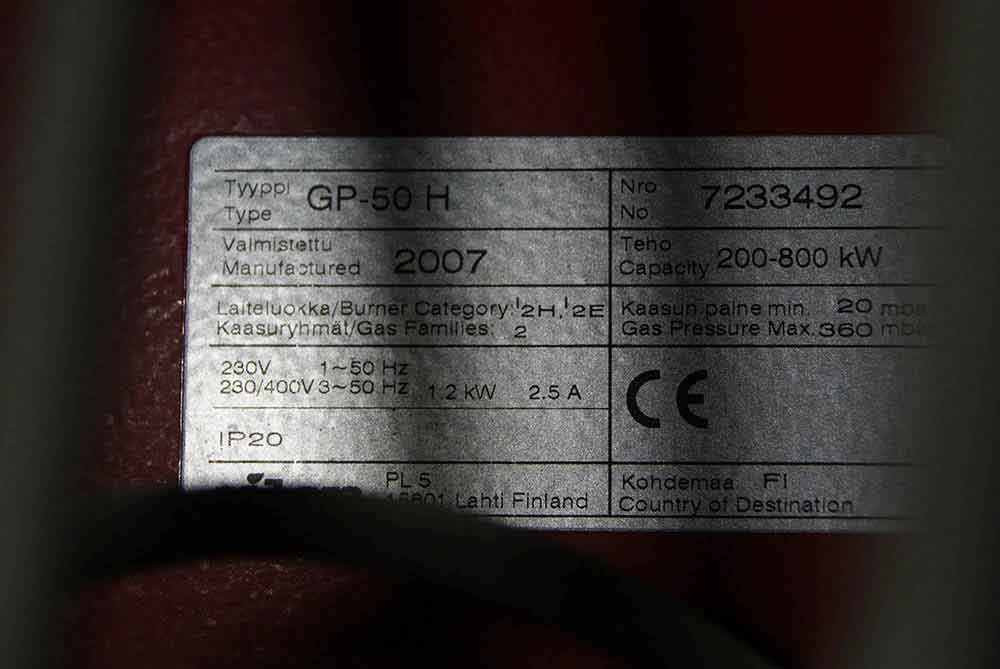 Tyyppi GP-50 H
Type
Nro 7233492
No.
Valmistettu
Manufactured 2007
Teho
Capacity 200-800 kW
Laiteluokka/Burner Category: I2H, I2E
Kaasuryhmät/Gas Families: 2
Kaasun paine min. 20
Gas Pressure Max. 360
230V 1~50 Hz
230/400V 3~50 Hz 1.2 kW 2.5 A
CE
IP20
PL 5
15801 Lahti Finland
Kohdemaa FI
Country of Destination